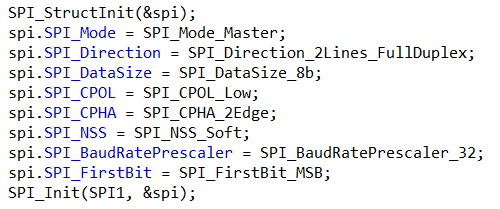 SPI_StructInit(&spi);
spi.SPI_Mode = SPI_Mode_Master;
spi.SPI_Direction = SPI_Direction_2Lines_FullDuplex;
spi.SPI_DataSize = SPI_DataSize_8b;
spi.SPI_CPOL = SPI_CPOL_Low;
spi.SPI_CPHA = SPI_CPHA_2Edge;
spi.SPI_NSS = SPI_NSS_Soft;
spi.SPI_BaudRatePrescaler = SPI_BaudRatePrescaler_32;
spi.SPI_FirstBit = SPI_FirstBit_MSB;
SPI_Init(SPI1, &spi);